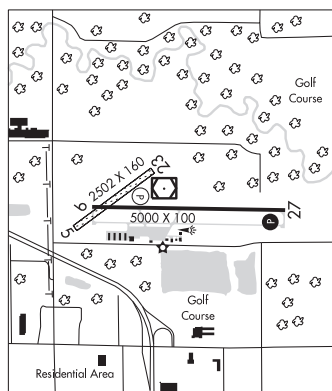 Golf
Course
2502 X 160
23
P
5
9
5000 X 100
27
P
Golf
Course
Residential Area